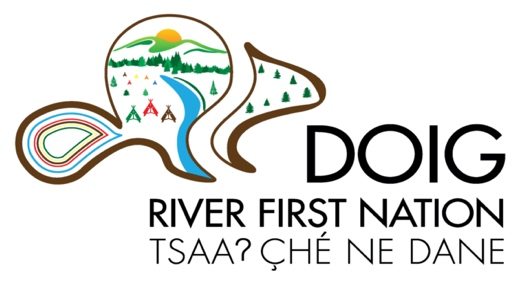 DOIG
RIVER FIRST NATION
TSAA? ÇHÉ NE DANE